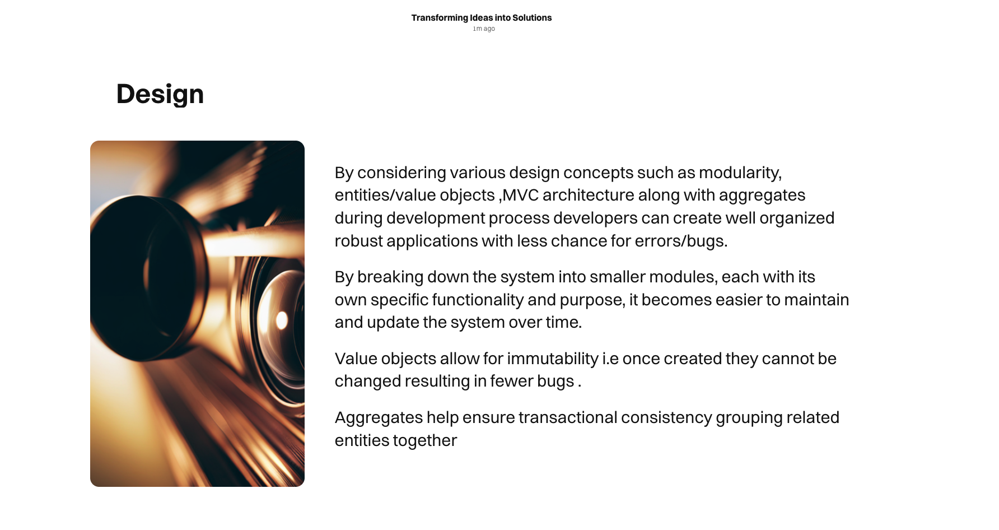 Transforming Ideas into Solutions
1m ago
Design
By considering various design concepts such as modularity,
entities/value objects ,MVC architecture along with aggregates
during development process developers can create well organized
robust applications with less chance for errors/bugs.
By breaking down the system into smaller modules, each with its
own specific functionality and purpose, it becomes easier to maintain
and update the system over time.
Value objects allow for immutability i.e once created they cannot be
changed resulting in fewer bugs .
Aggregates help ensure transactional consistency grouping related
entities together